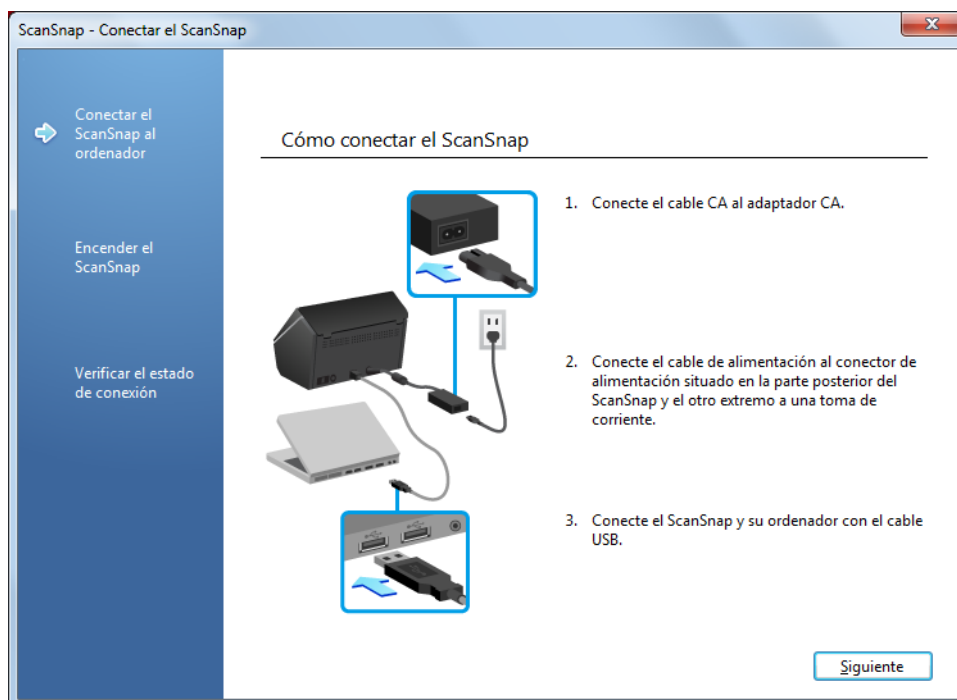 ScanSnap - Conectar el ScanSnap
Conectar el
ScanSnap al
ordenador
Encender el
ScanSnap
Verificar el estado
de conexión
Cómo conectar el ScanSnap
1. Conecte el cable CA al adaptador CA.
2. Conecte el cable de alimentación al conector de
alimentación situado en la parte posterior del
ScanSnap y el otro extremo a una toma de
corriente.
3. Conecte el ScanSnap y su ordenador con el cable
USB.
Siguiente